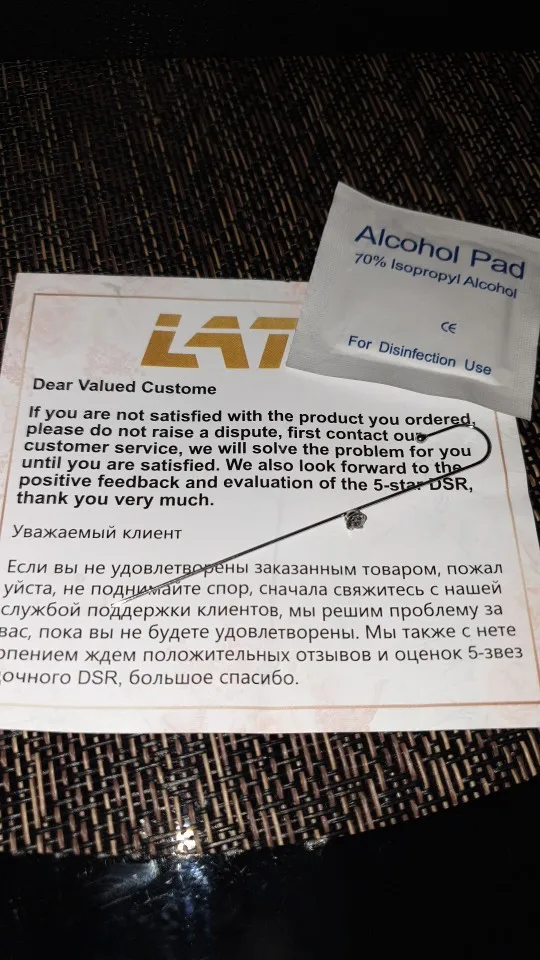 Alcohol Pad
70% Isopropyl Alcohol
CE
For Disinfection Use
LAT
Dear Valued Custome
If you are not satisfied with the product you ordered,
please do not raise a dispute, first contact our
customer service, we will solve the problem for you
until you are satisfied. We also look forward to the
positive feedback and evaluation of the 5-star DSR,
thank you very much.
Уважаемый клиент
Если вы не удовлетворены заказанным товаром, пожал
уйста, не поднимайте спор, сначала свяжитесь с нашей
службой поддержки клиентов, мы решим проблему за
вас, пока вы не будете удовлетворены. Мы также с нете
рпением ждем положительных отзывов и оценок 5-звез
дочного DSR, большое спасибо.